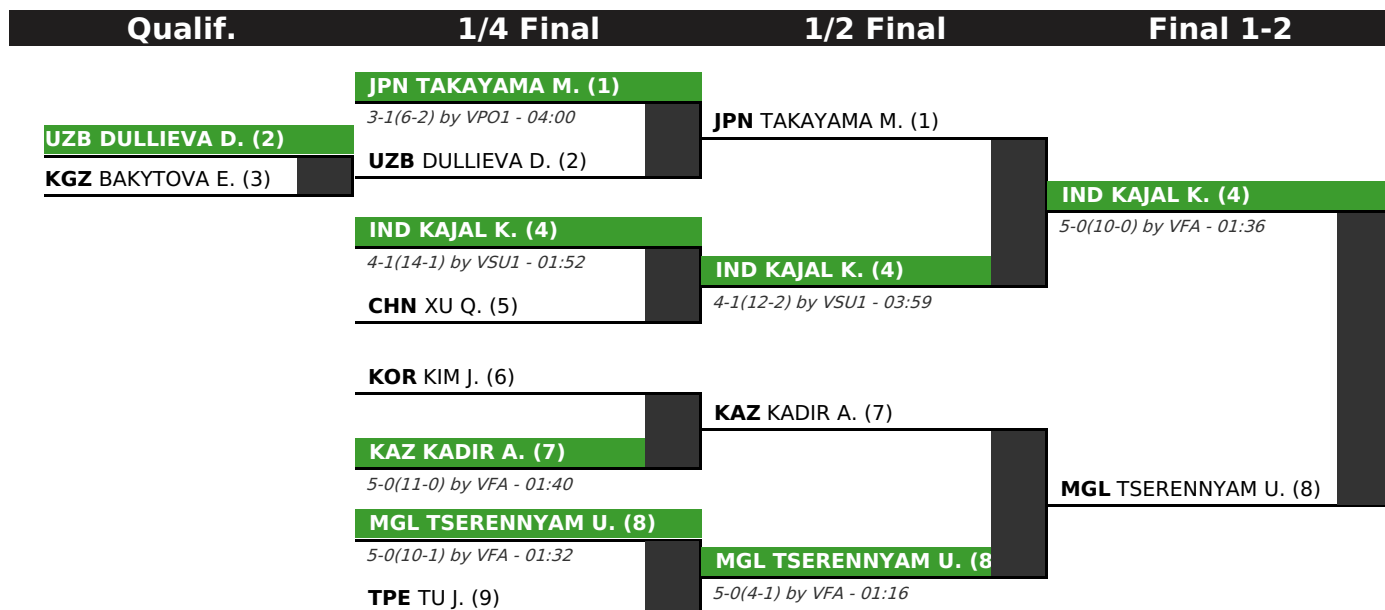 Qualif. 1/4 Final 1/2 Final Final 1-2
UZB DULLIEVA D. (2)
KGZ BAKYTOVA E. (3)
JPN TAKAYAMA M. (1)
3-1(6-2) by VPO1 - 04:00
UZB DULLIEVA D. (2)
IND KAJAL K. (4)
4-1(14-1) by VSU1 - 01:52
CHN XU Q. (5)
KOR KIM J. (6)
KAZ KADIR A. (7)
5-0(11-0) by VFA - 01:40
MGL TSERENNYAM U. (8)
5-0(10-1) by VFA - 01:32
TPE TU J. (9)
JPN TAKAYAMA M. (1)
IND KAJAL K. (4)
4-1(12-2) by VSU1 - 03:59
KAZ KADIR A. (7)
MGL TSERENNYAM U. (8
5-0(4-1) by VFA - 01:16
IND KAJAL K. (4)
5-0(10-0) by VFA - 01:36
MGL TSERENNYAM U. (8)